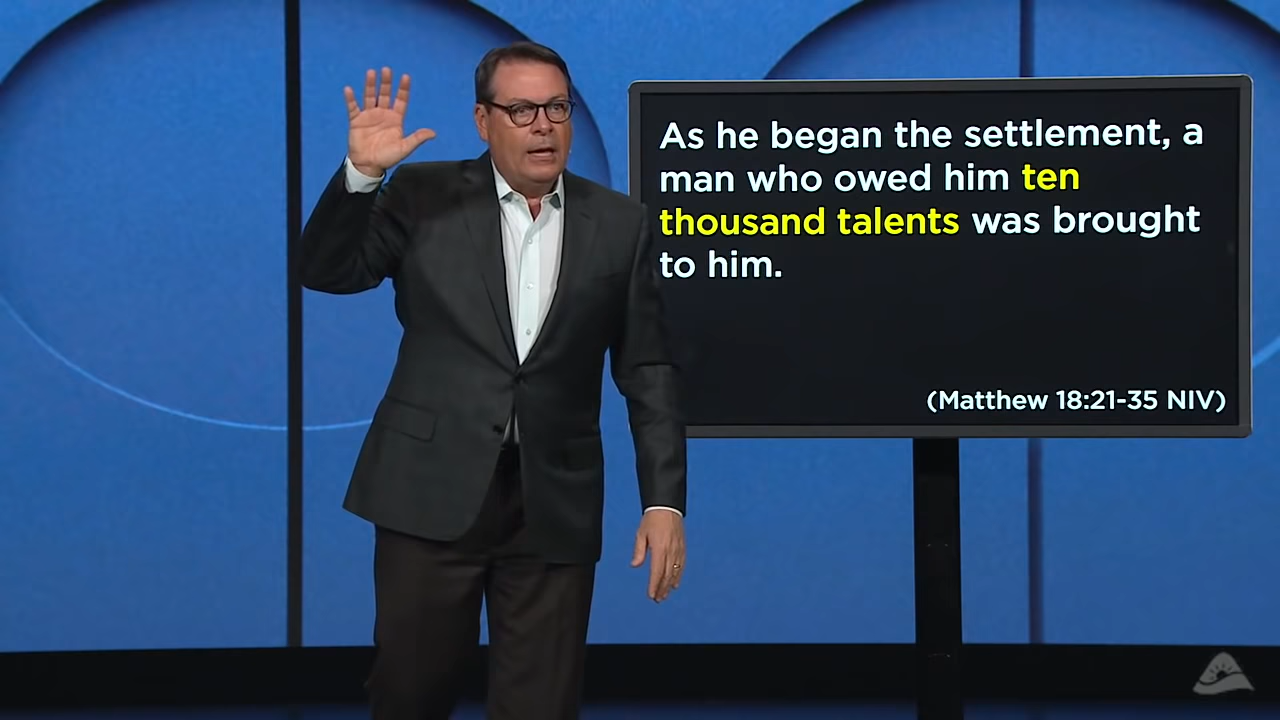 As he began the settlement, a
man who owed him ten
thousand talents was brought
to him.
(Matthew 18:21-35 NIV)